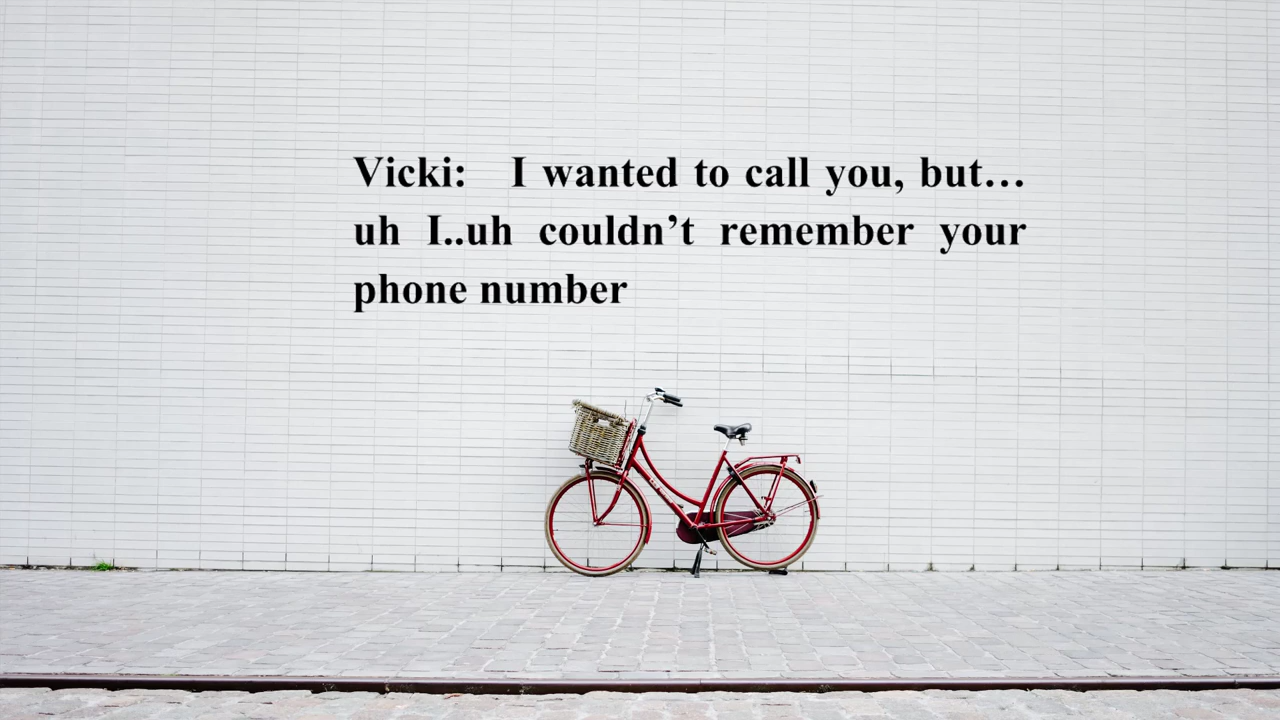 Vicki: I wanted to call you, but…
uh I..uh couldn’t remember your
phone number